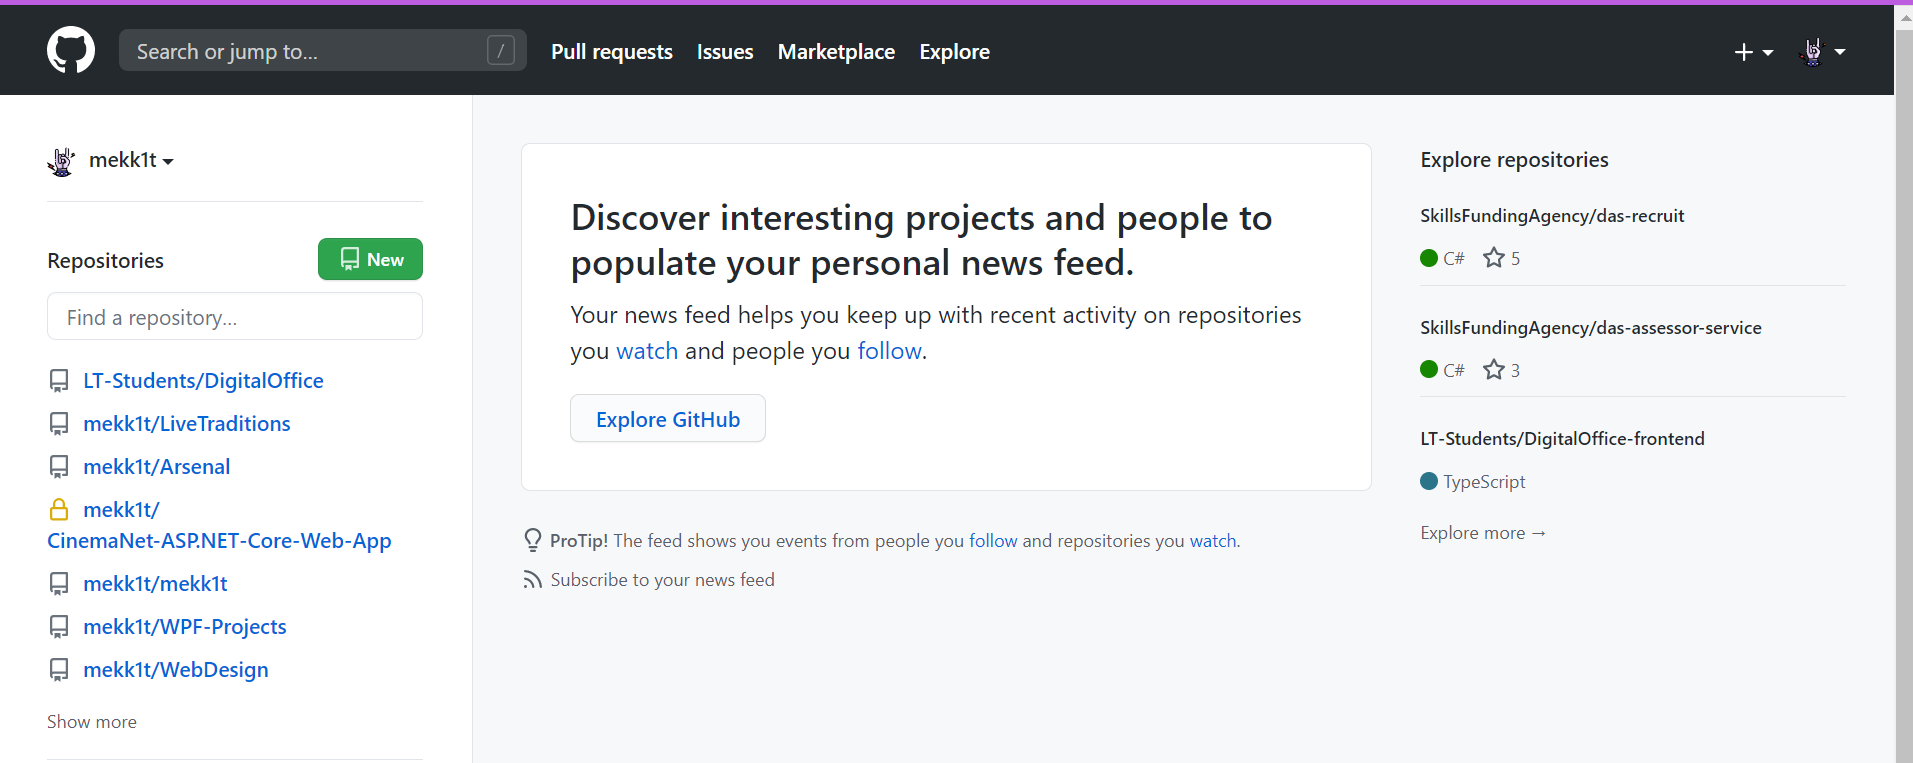 Search or jump to... /
Pull requests
Issues
Marketplace
Explore
mekk1t
Repositories
New
Find a repository...
LT-Students/DigitalOffice
mekk1t/LiveTraditions
mekk1t/Arsenal
mekk1t/
CinemaNet-ASP.NET-Core-Web-App
mekk1t/mekk1t
mekk1t/WPF-Projects
mekk1t/WebDesign
Show more
Discover interesting projects and people to
populate your personal news feed.
Your news feed helps you keep up with recent activity on repositories
you watch and people you follow.
Explore GitHub
ProTip! The feed shows you events from people you follow and repositories you watch.
Subscribe to your news feed
Explore repositories
SkillsFundingAgency/das-recruit
C# 5
SkillsFundingAgency/das-assessor-service
C# 3
LT-Students/DigitalOffice-frontend
TypeScript
Explore more →